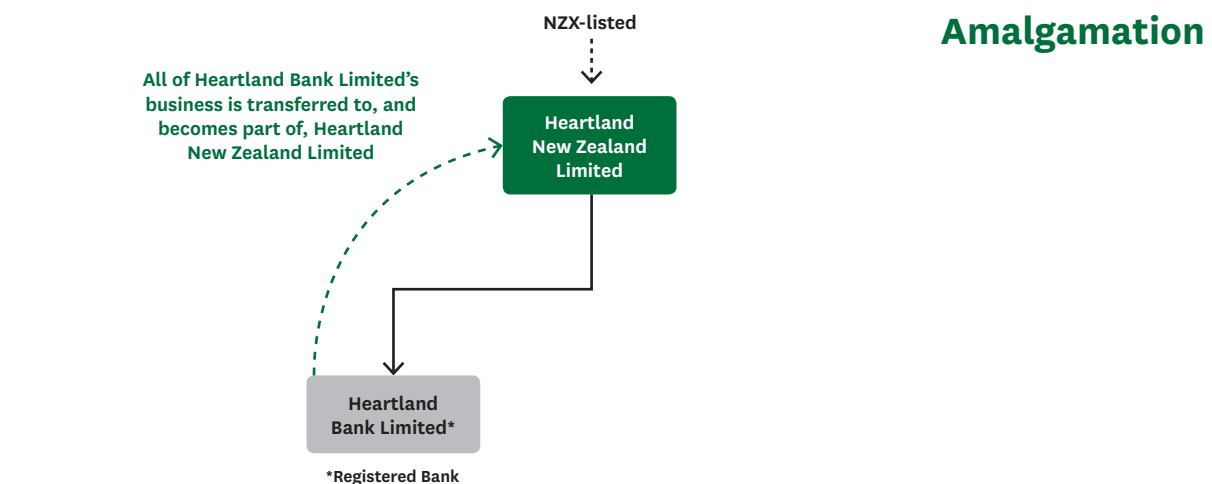 Amalgamation
NZX-listed
All of Heartland Bank Limited’s
business is transferred to, and
becomes part of, Heartland
New Zealand Limited
Heartland
New Zealand
Limited
Heartland
Bank Limited*
*Registered Bank